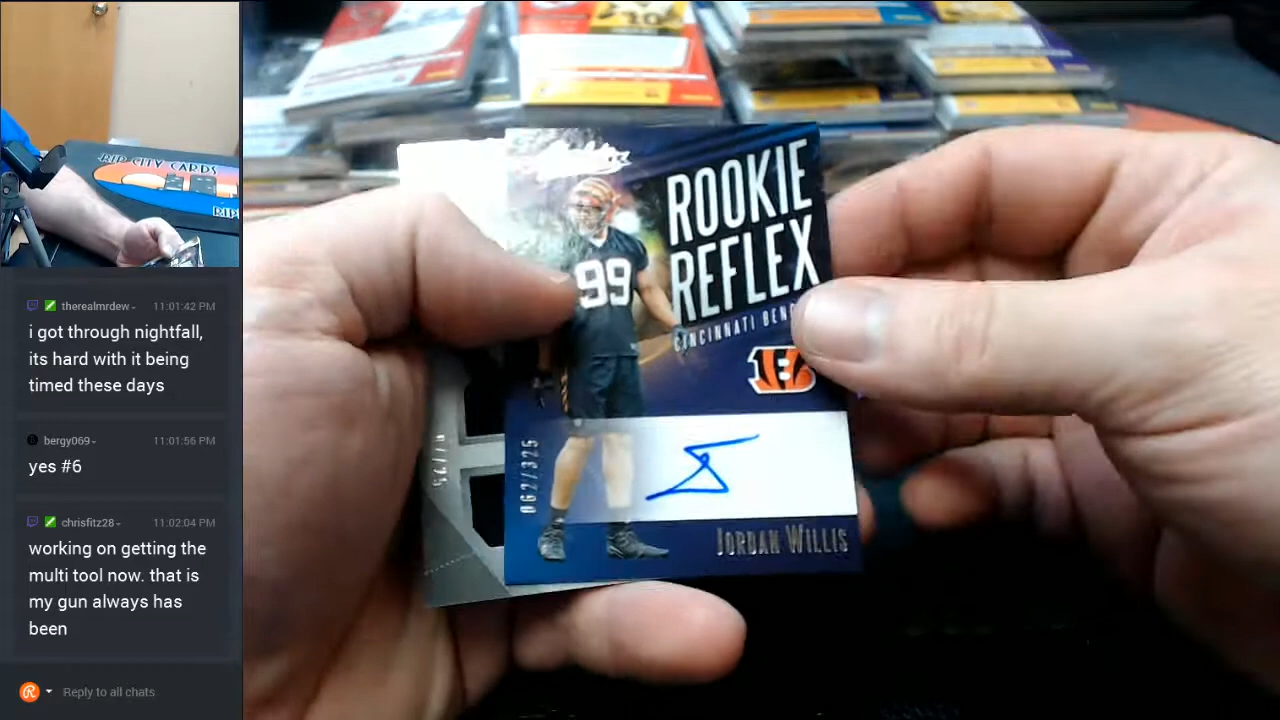 RIP CITY CARDS
RIP
therealmrdew 11:01:42 PM
i got through nightfall,
its hard with it being
timed these days
bergy069 11:01:56 PM
yes #6
chrisfitz28 11:02:04 PM
working on getting the
multi tool now. that is
my gun always has
been
Reply to all chats
10
Absolute
ROOKIE
REFLEX
CINCINNATI
99
062/325
JORDAN WILLIS